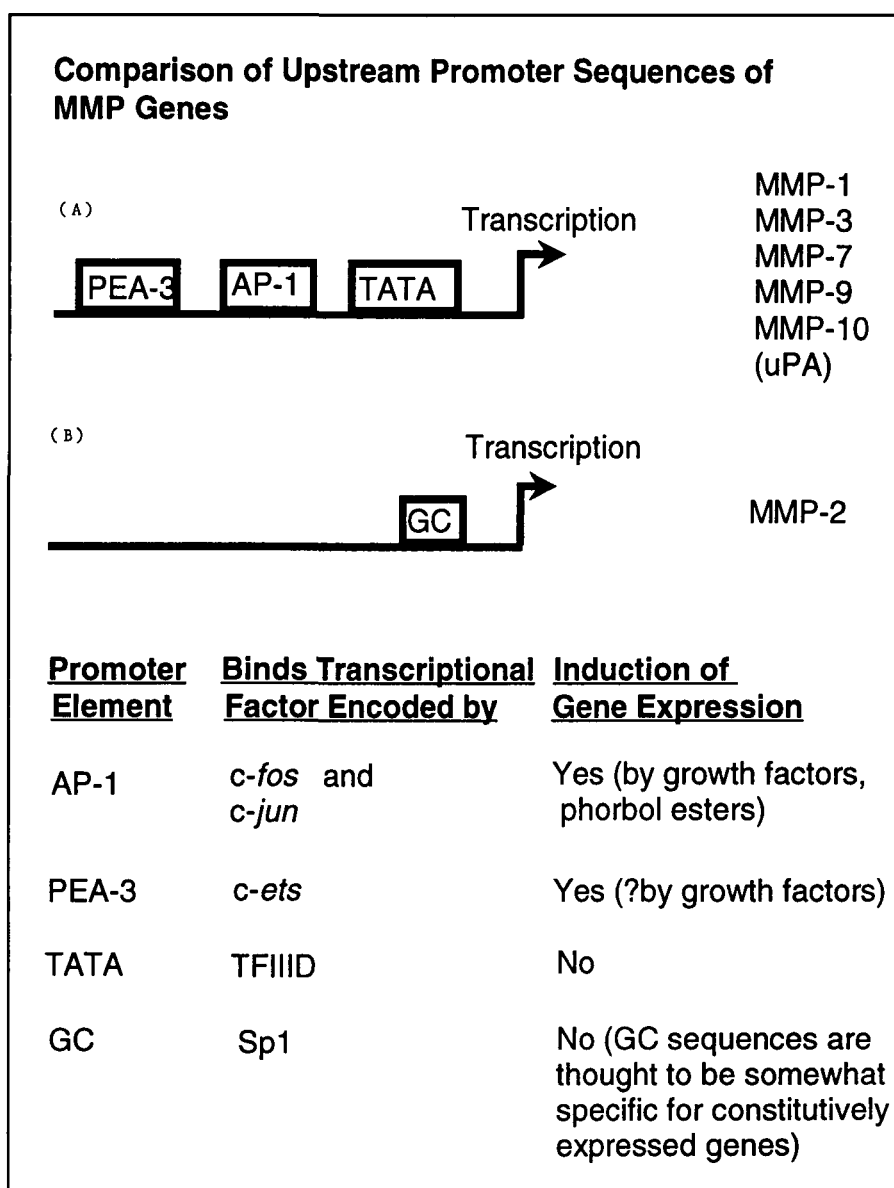 Comparison of Upstream Promoter Sequences of
MMP Genes
(A)
Transcription
PEA-3
AP-1
TATA
MMP-1
MMP-3
MMP-7
MMP-9
MMP-10
(uPA)
(B)
Transcription
GC
MMP-2
Promoter Element
Binds Transcriptional Factor Encoded by
Induction of Gene Expression
AP-1
c-fos and
c-jun
Yes (by growth factors,
phorbol esters)
PEA-3
c-ets
Yes (?by growth factors)
TATA
TFIIID
No
GC
Sp1
No (GC sequences are
thought to be somewhat
specific for constitutively
expressed genes)